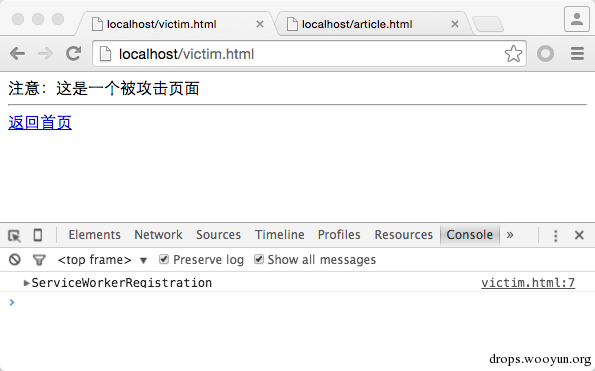 localhost/victim.html
localhost/article.html
localhost/victim.html
注意：这是一个被攻击页面
返回首页
Elements Network Sources Timeline Profiles Resources Console »
<top frame> ▼ Preserve log Show all messages
▶ServiceWorkerRegistration victim.html:7
>
drops.wooyun.org